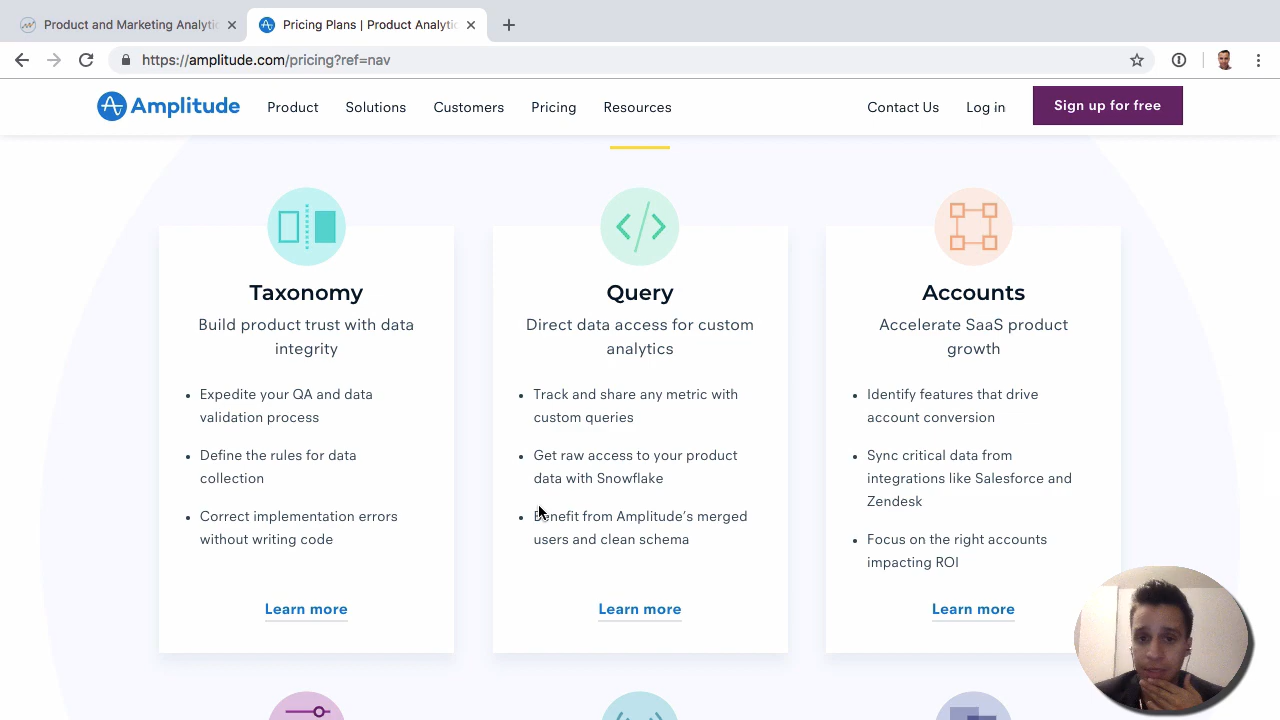 Product and Marketing Analytic
Pricing Plans | Product Analytic
https://amplitude.com/pricing?ref=nav
Amplitude
Product
Solutions
Customers
Pricing
Resources
Contact Us
Log in
Sign up for free
Taxonomy
Build product trust with data
integrity
Expedite your QA and data
validation process
Define the rules for data
collection
Correct implementation errors
without writing code
Learn more
Query
Direct data access for custom
analytics
Track and share any metric with
custom queries
Get raw access to your product
data with Snowflake
Benefit from Amplitude's merged
users and clean schema
Learn more
Accounts
Accelerate SaaS product
growth
Identify features that drive
account conversion
Sync critical data from
integrations like Salesforce and
Zendesk
Focus on the right accounts
impacting ROI
Learn more